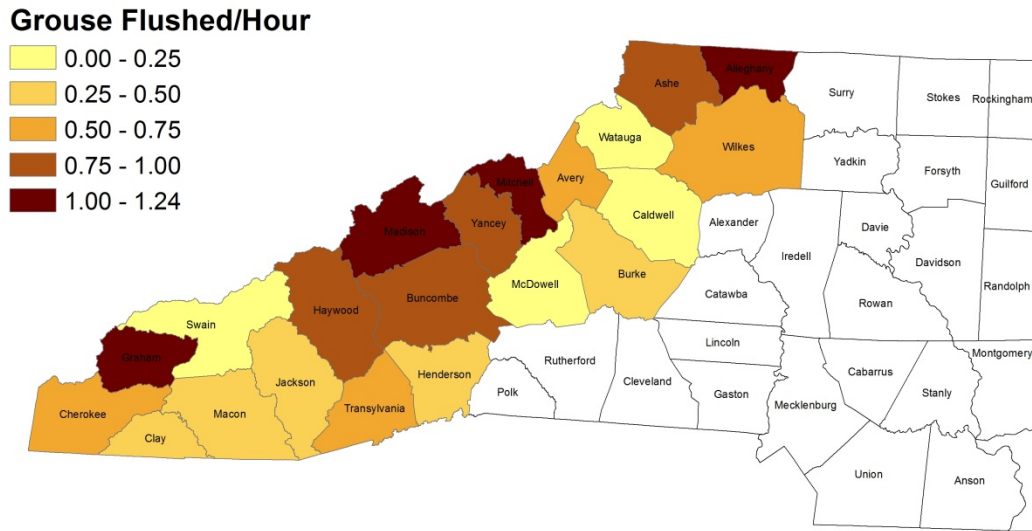 Grouse Flushed/Hour
0.00 - 0.25
0.25 - 0.50
0.50 - 0.75
0.75 - 1.00
1.00 - 1.24
Alleghany
Ashe
Surry
Stokes
Rockingham
Watauga
Wilkes
Yadkin
Forsyth
Guilford
Mitchell
Avery
Caldwell
Alexander
Davie
Madison
Yancey
Iredell
Davidson
Burke
Randolph
McDowell
Catawba
Buncombe
Haywood
Rowan
Swain
Lincoln
Graham
Rutherford
Montgomery
Jackson
Henderson
Cabarrus
Cleveland
Polk
Gaston
Stanly
Transylvania
Mecklenburg
Cherokee
Macon
Clay
Union
Anson